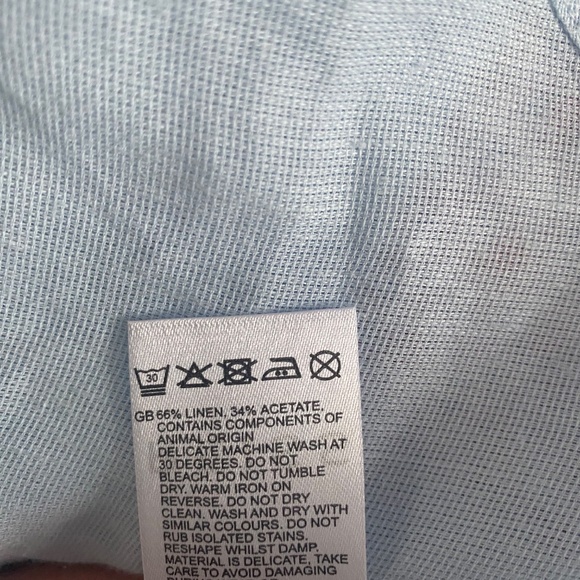 30
GB 66% LINEN, 34% ACETATE,
CONTAINS COMPONENTS OF
ANIMAL ORIGIN
DELICATE MACHINE WASH AT
30 DEGREES. DO NOT
BLEACH. DO NOT TUMBLE
DRY. WARM IRON ON
REVERSE. DO NOT DRY
CLEAN. WASH AND DRY WITH
SIMILAR COLOURS. DO NOT
RUB ISOLATED STAINS.
RESHAPE WHILST DAMP.
MATERIAL IS DELICATE, TAKE
CARE TO AVOID DAMAGING